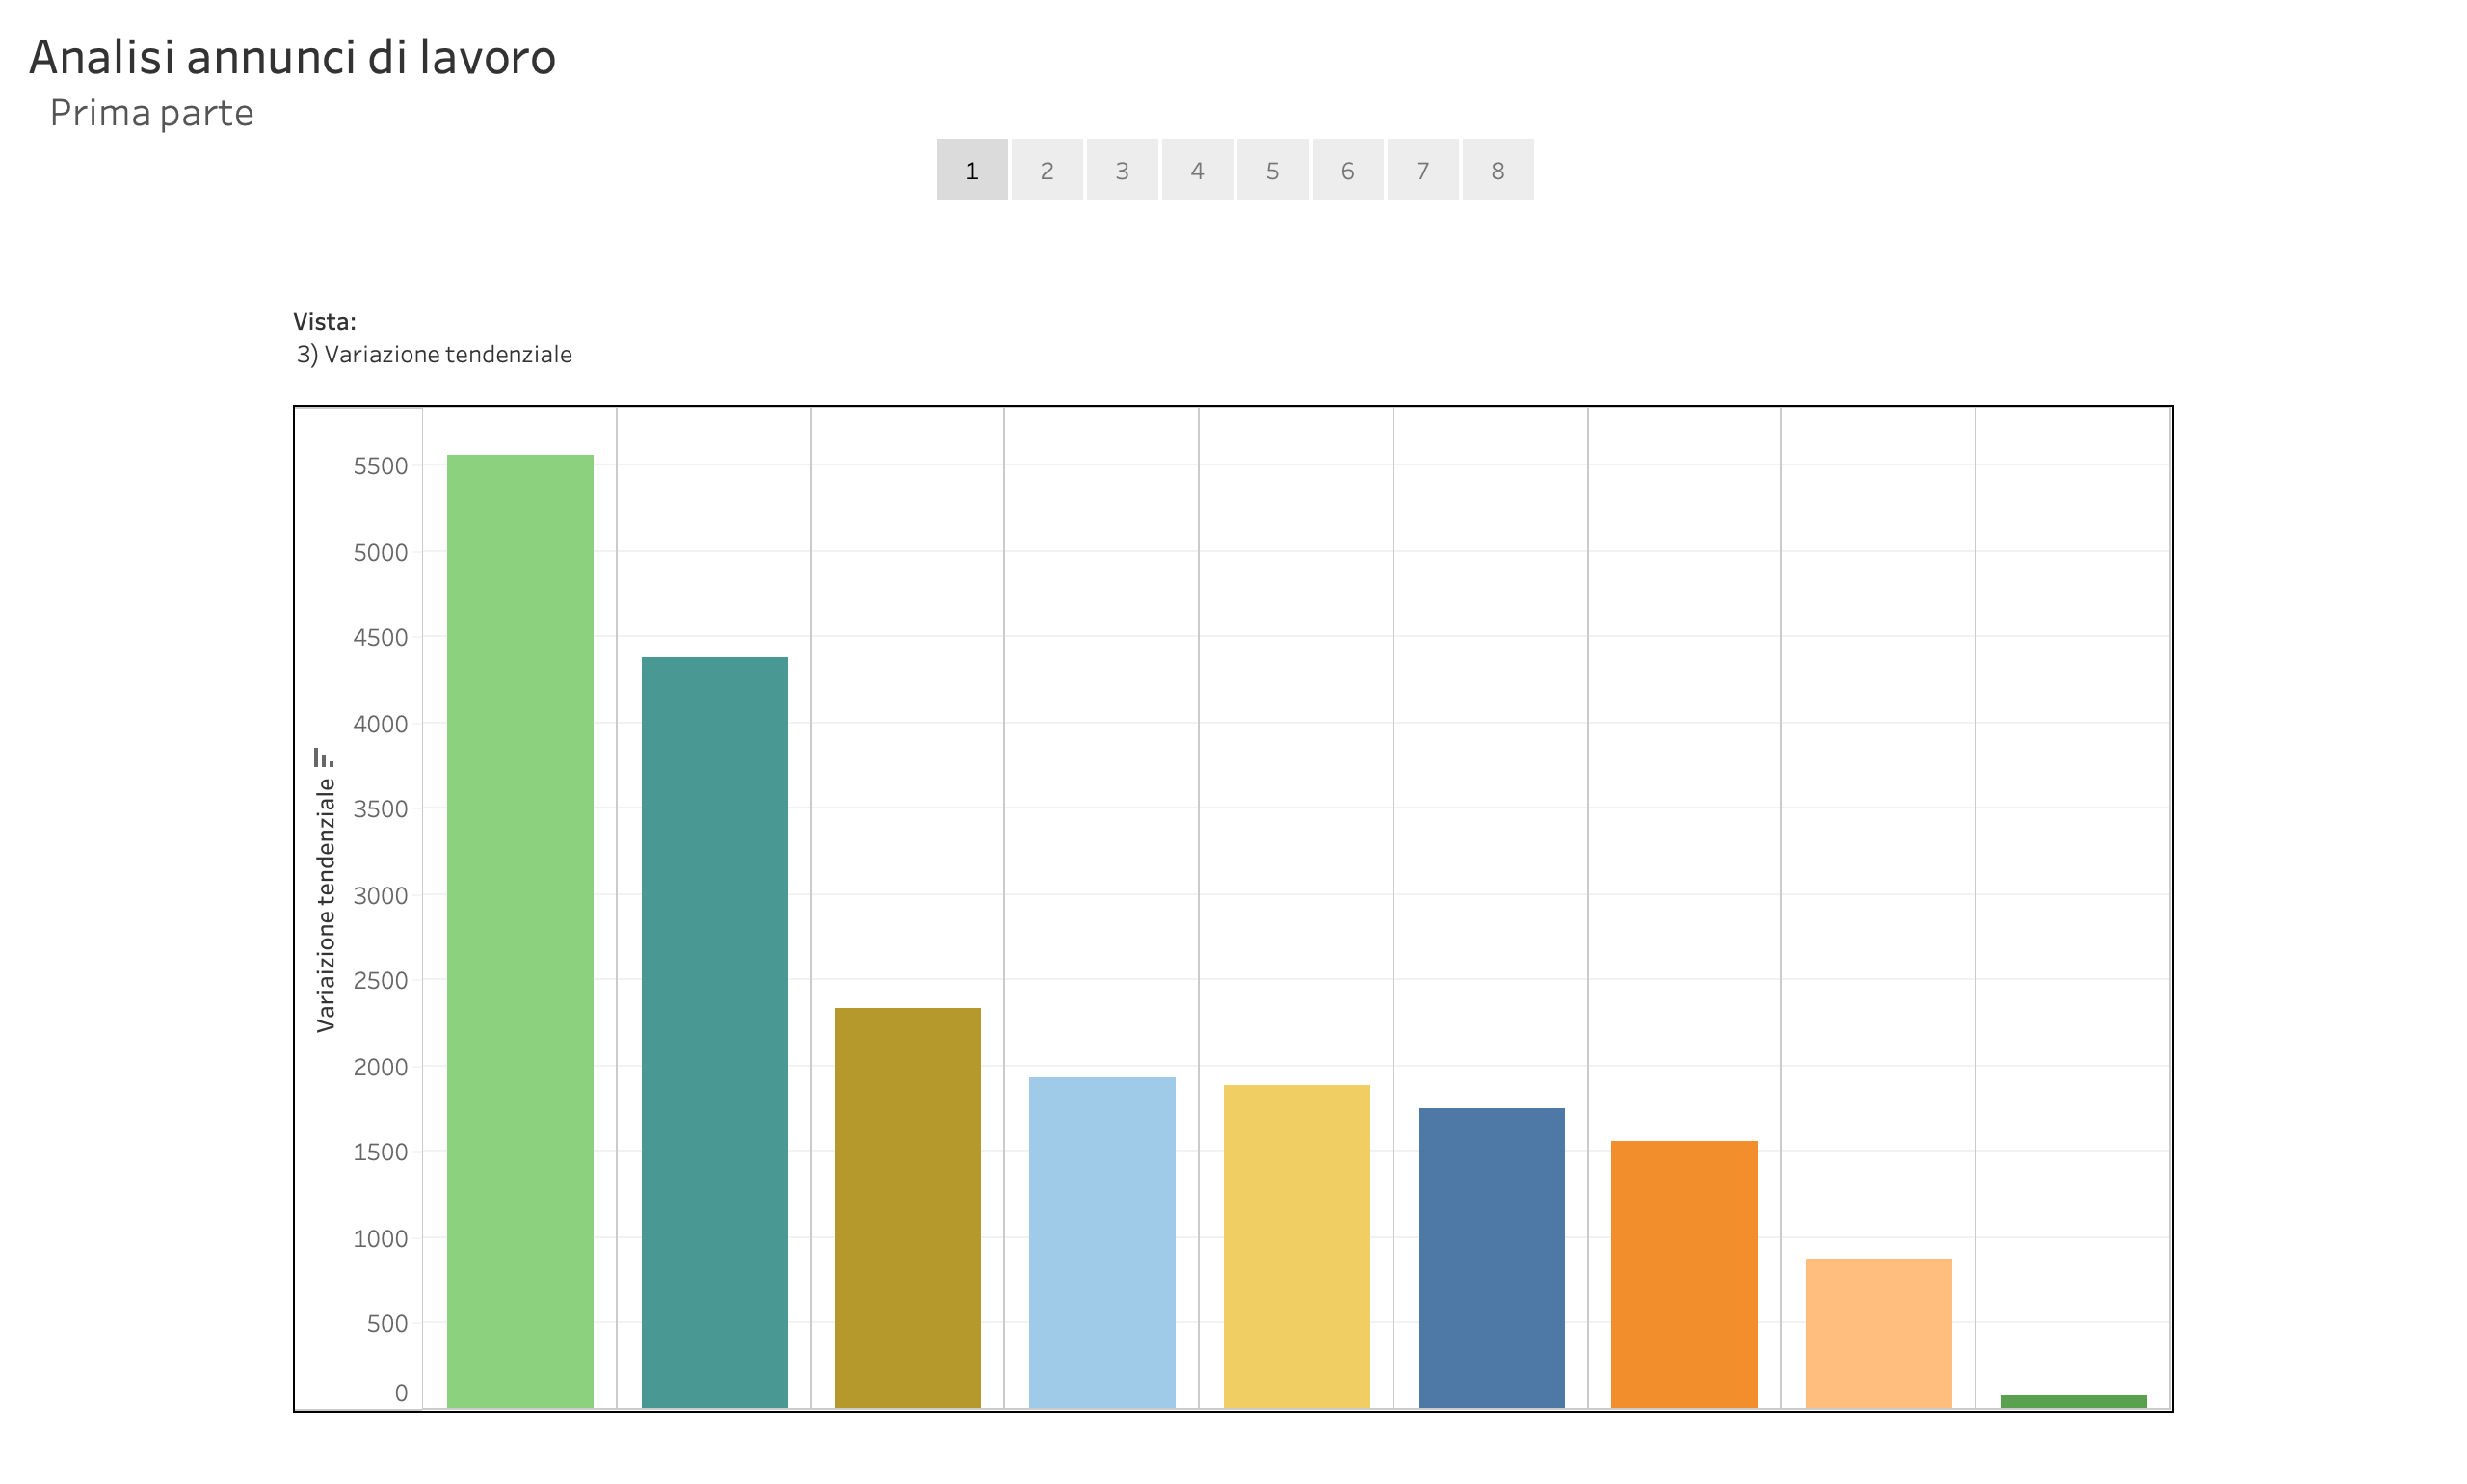 Analisi annunci di lavoro
Prima parte
1 2 3 4 5 6 7 8
Vista:
3) Variazione tendenziale
Variaizione tendenziale
5500
5000
4500
4000
3500
3000
2500
2000
1500
1000
500
0